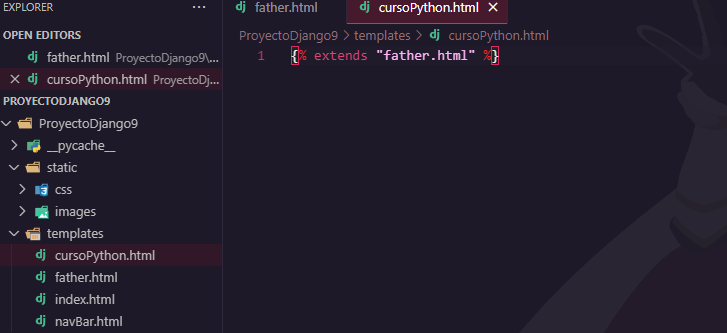 EXPLORER
OPEN EDITORS
dj father.html ProyectoDjango9\...
dj cursoPython.html ProyectoDj...
PROYECTODJANGO9
ProyectoDjango9
__pycache__
static
css
images
templates
dj cursoPython.html
dj father.html
dj index.html
dj navBar.html
dj father.html
dj cursoPython.html
ProyectoDjango9 > templates > dj cursoPython.html
1 {% extends "father.html" %}